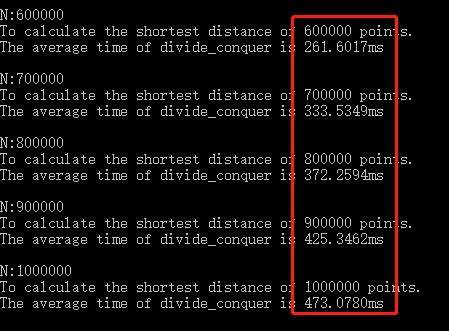 N:600000
To calculate the shortest distance of 600000 points.
The average time of divide_conquer is 261.6017ms
N:700000
To calculate the shortest distance of 700000 points.
The average time of divide_conquer is 333.5349ms
N:800000
To calculate the shortest distance of 800000 points.
The average time of divide_conquer is 372.2594ms
N:900000
To calculate the shortest distance of 900000 points.
The average time of divide_conquer is 425.3462ms
N:1000000
To calculate the shortest distance of 1000000 points.
The average time of divide_conquer is 473.0780ms